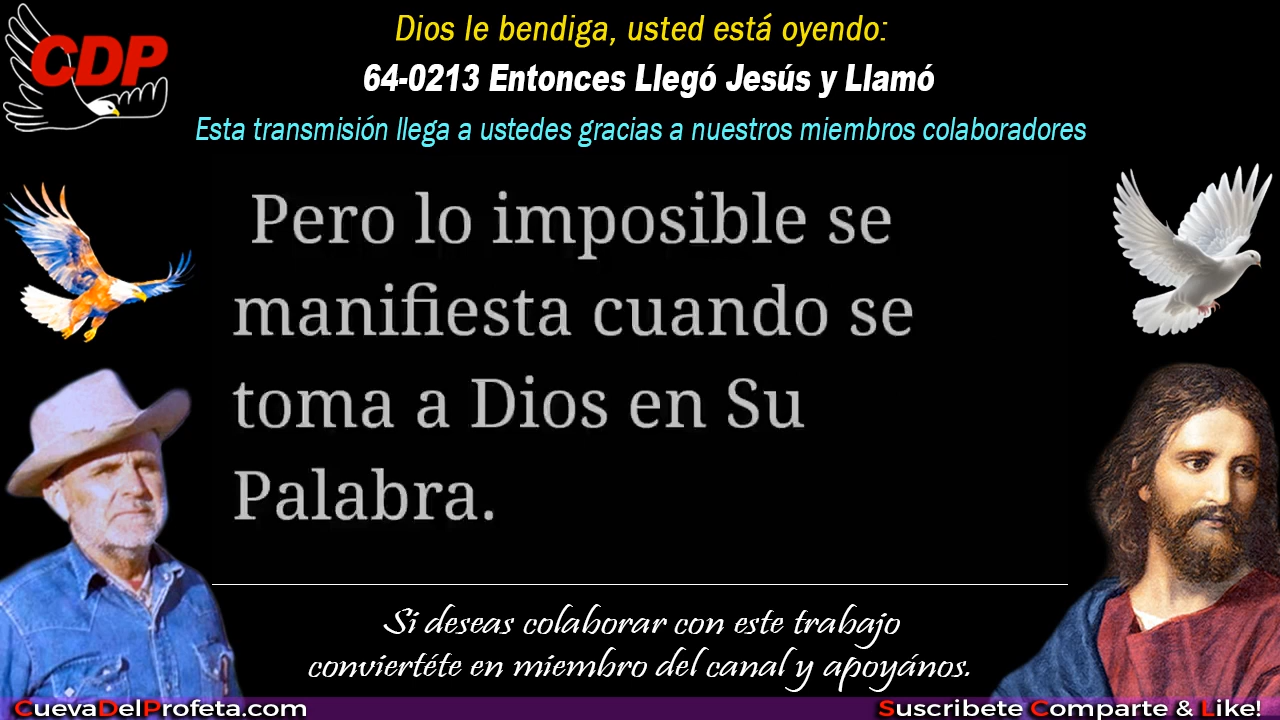 CDP
Dios le bendiga, usted está oyendo:
64-0213 Entonces Llegó Jesús y Llamó
Esta transmisión llega a ustedes gracias a nuestros miembros colaboradores
Pero lo imposible se
manifiesta cuando se
toma a Dios en Su
Palabra.
Si deseas colaborar con este trabajo
conviertéte en miembro del canal y apoyános.
CuevaDelProfeta.com
Suscribete Comparte & Like!